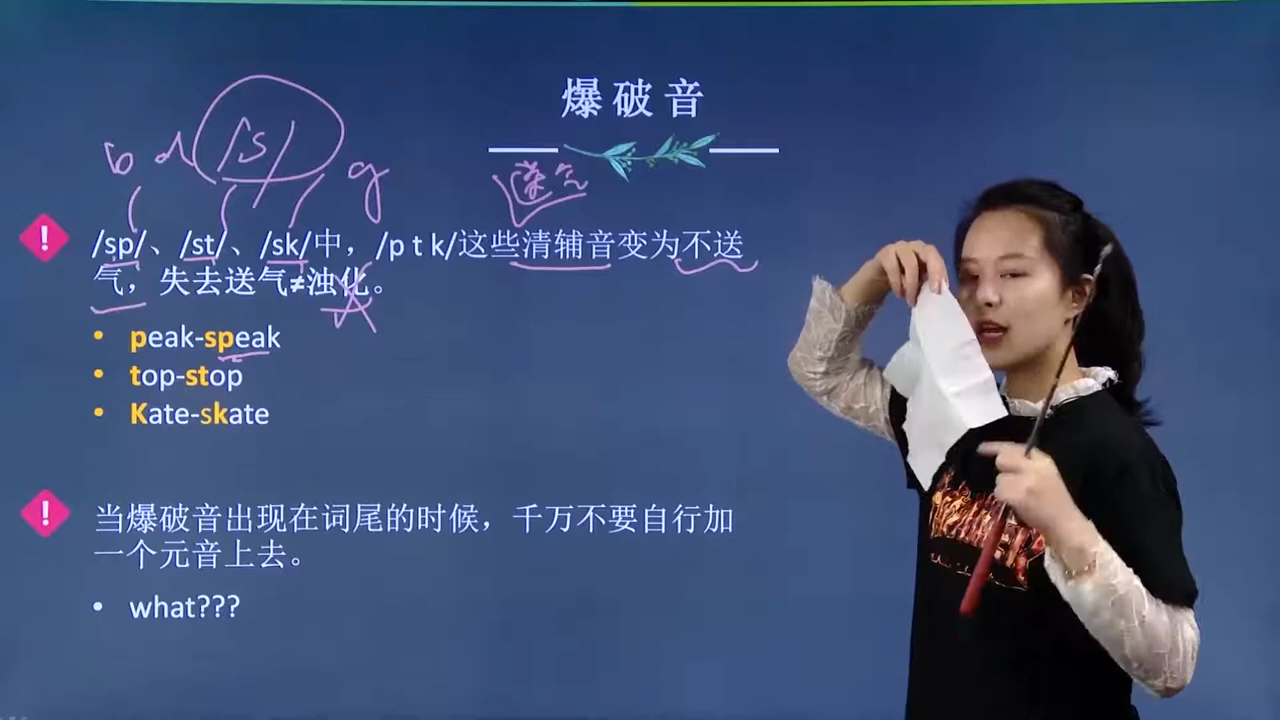 爆破音
b d /s/ g
送气
/sp/、/st/、/sk/中，/p t k/这些清辅音变为不送
气，失去送气≠浊化。
• peak-speak
• top-stop
• Kate-skate
当爆破音出现在词尾的时候，千万不要自行加
一个元音上去。
• what???